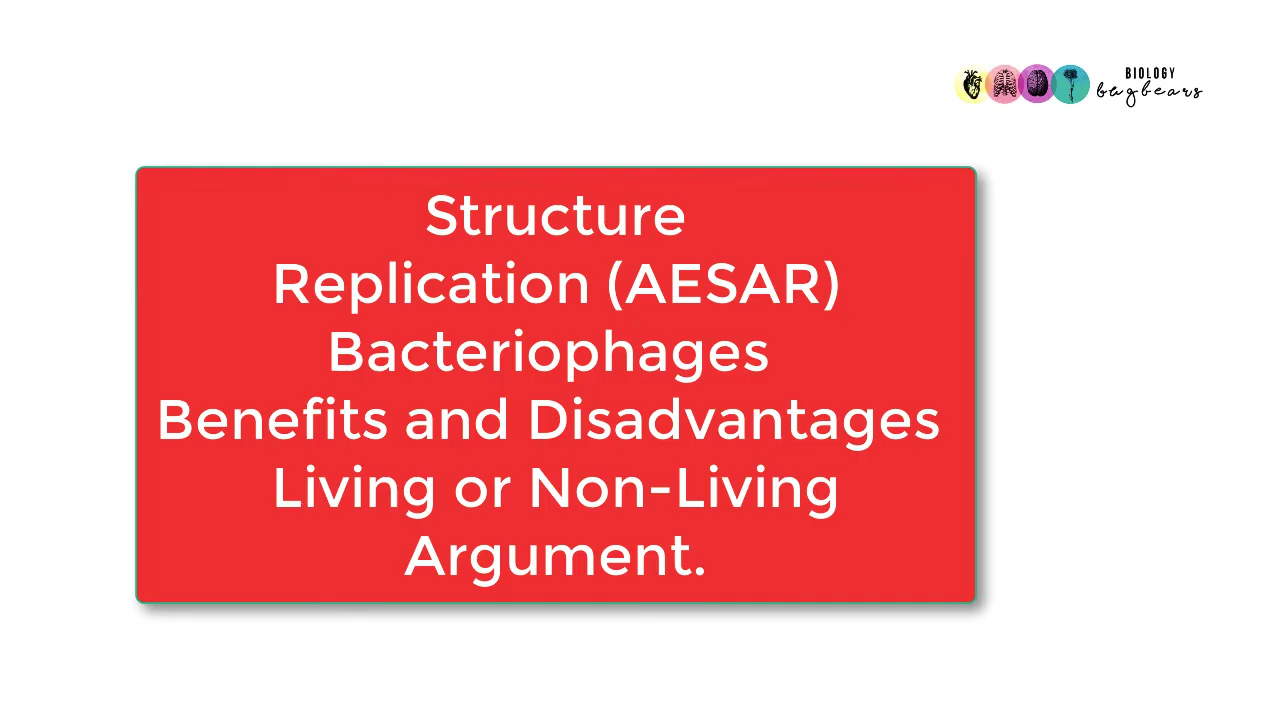 BIOLOGY
bugbears
Structure
Replication (AESAR)
Bacteriophages
Benefits and Disadvantages
Living or Non-Living
Argument.